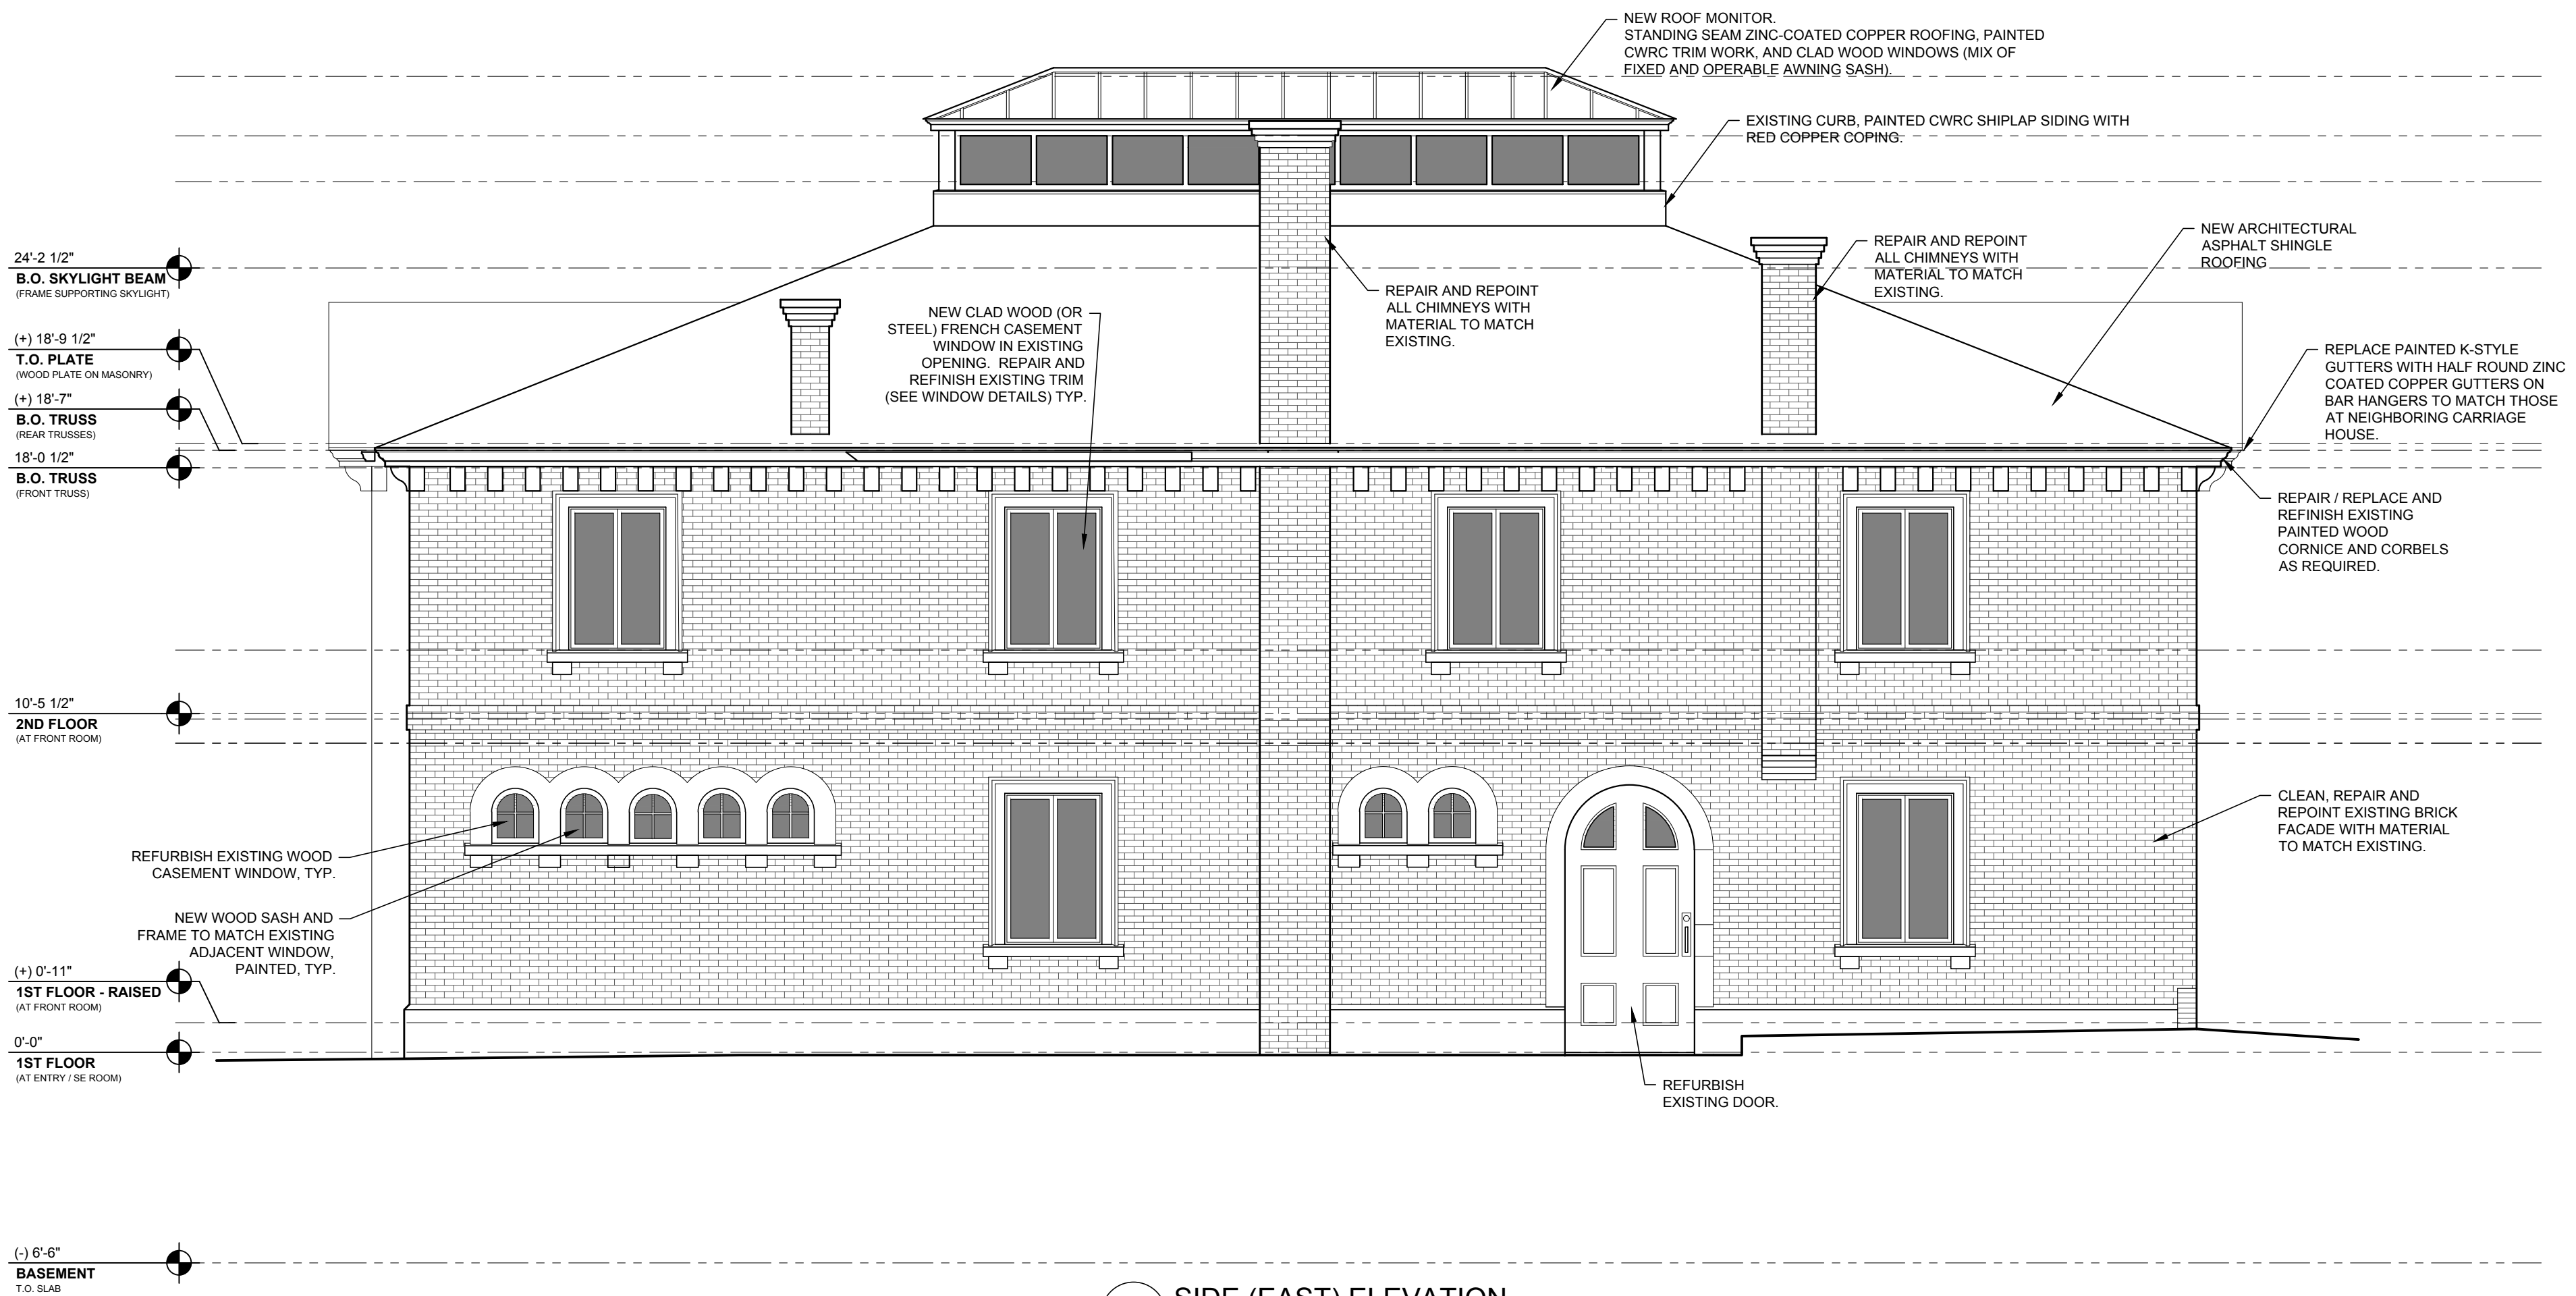 NEW ROOF MONITOR.
STANDING SEAM ZINC-COATED COPPER ROOFING, PAINTED
CWRC TRIM WORK, AND CLAD WOOD WINDOWS (MIX OF
FIXED AND OPERABLE AWNING SASH).
EXISTING CURB, PAINTED CWRC SHIPLAP SIDING WITH
RED COPPER COPING.
NEW ARCHITECTURAL
ASPHALT SHINGLE
ROOFING
REPAIR AND REPOINT
ALL CHIMNEYS WITH
MATERIAL TO MATCH
EXISTING.
24'-2 1/2"
B.O. SKYLIGHT BEAM
(FRAME SUPPORTING SKYLIGHT)
REPAIR AND REPOINT
ALL CHIMNEYS WITH
MATERIAL TO MATCH
EXISTING.
NEW CLAD WOOD (OR
STEEL) FRENCH CASEMENT
WINDOW IN EXISTING
OPENING. REPAIR AND
REFINISH EXISTING TRIM
(SEE WINDOW DETAILS) TYP.
(+) 18'-9 1/2"
T.O. PLATE
(WOOD PLATE ON MASONRY)
REPLACE PAINTED K-STYLE
GUTTERS WITH HALF ROUND ZINC
COATED COPPER GUTTERS ON
BAR HANGERS TO MATCH THOSE
AT NEIGHBORING CARRIAGE
HOUSE.
(+) 18'-7"
B.O. TRUSS
(REAR TRUSSES)
18'-0 1/2"
B.O. TRUSS
(FRONT TRUSS)
REPAIR / REPLACE AND
REFINISH EXISTING
PAINTED WOOD
CORNICE AND CORBELS
AS REQUIRED.
10'-5 1/2"
2ND FLOOR
(AT FRONT ROOM)
CLEAN, REPAIR AND
REPOINT EXISTING BRICK
FACADE WITH MATERIAL
TO MATCH EXISTING.
REFURBISH EXISTING WOOD
CASEMENT WINDOW, TYP.
NEW WOOD SASH AND
FRAME TO MATCH EXISTING
ADJACENT WINDOW,
PAINTED, TYP.
(+) 0'-11"
1ST FLOOR - RAISED
(AT FRONT ROOM)
0'-0"
1ST FLOOR
(AT ENTRY / SE ROOM)
REFURBISH
EXISTING DOOR.
(-) 6'-6"
BASEMENT
T.O. SLAB
SIDE (EAST) ELEVATION